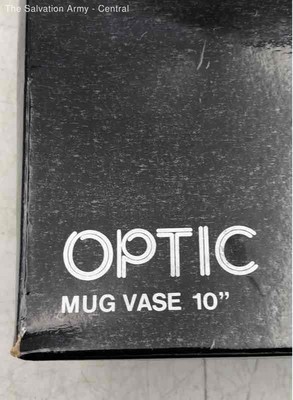 The Salvation Army - Central
OPTIC
MUG VASE 10”